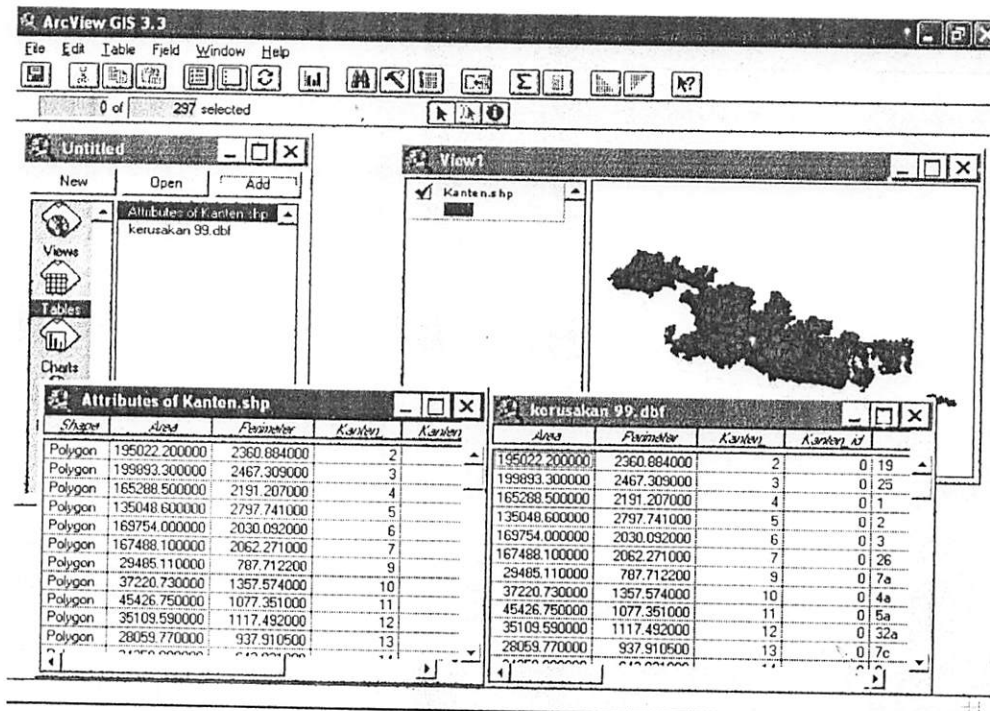 ArcView GIS 3.3
File Edit Table Field Window Help
0 of 297 selected
Untitled
New Open Add
Views
Tables
Charts
Attributes of Kanten.shp
kerusakan 99.dbf
View1
Kanten.shp
Attributes of Kanten.shp
Shape Area Perimeter Kanten_ Kanten
Polygon 195022.200000 2360.884000 2
Polygon 199893.300000 2467.309000 3
Polygon 165288.500000 2191.207000 4
Polygon 135048.600000 2797.741000 5
Polygon 169754.000000 2030.092000 6
Polygon 167488.100000 2062.271000 7
Polygon 29485.110000 787.712200 9
Polygon 37220.730000 1357.574000 10
Polygon 45426.750000 1077.351000 11
Polygon 35109.590000 1117.492000 12
Polygon 28059.770000 937.910500 13
kerusakan 99.dbf
Area Perimeter Kanten_ Kanten_id
195022.200000 2360.884000 2 0 19
199893.300000 2467.309000 3 0 25
165288.500000 2191.207000 4 0 1
135048.600000 2797.741000 5 0 2
169754.000000 2030.092000 6 0 3
167488.100000 2062.271000 7 0 26
29485.110000 787.712200 9 0 7a
37220.730000 1357.574000 10 0 4a
45426.750000 1077.351000 11 0 5a
35109.590000 1117.492000 12 0 32a
28059.770000 937.910500 13 0 7c